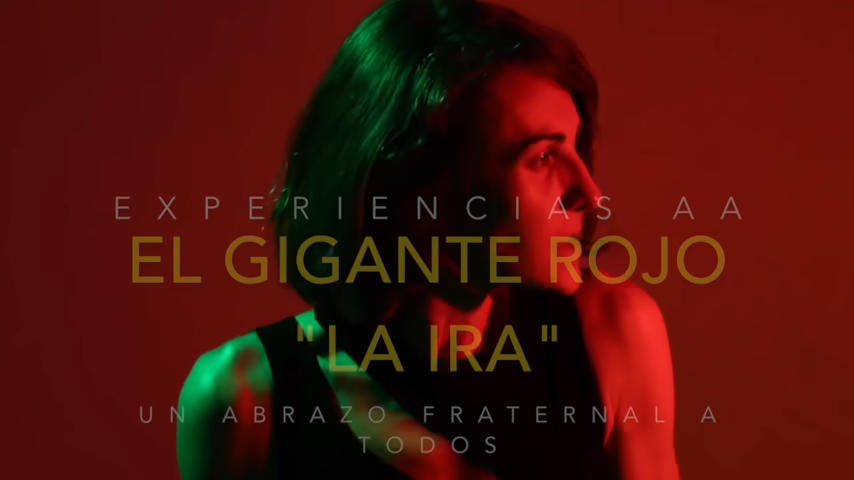 EXPERIENCIAS AA
EL GIGANTE ROJO
"LA IRA"
UN ABRAZO FRATERNAL A
TODOS